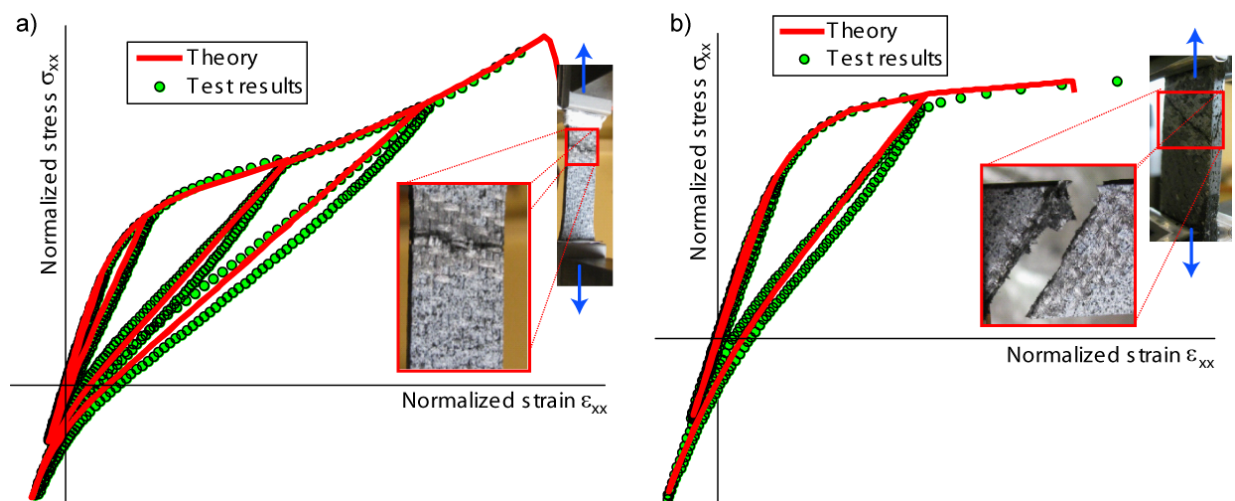 a)
Theory
Test results
Normalized stress σxx
Normalized strain εxx
b)
Theory
Test results
Normalized stress σxx
Normalized strain εxx